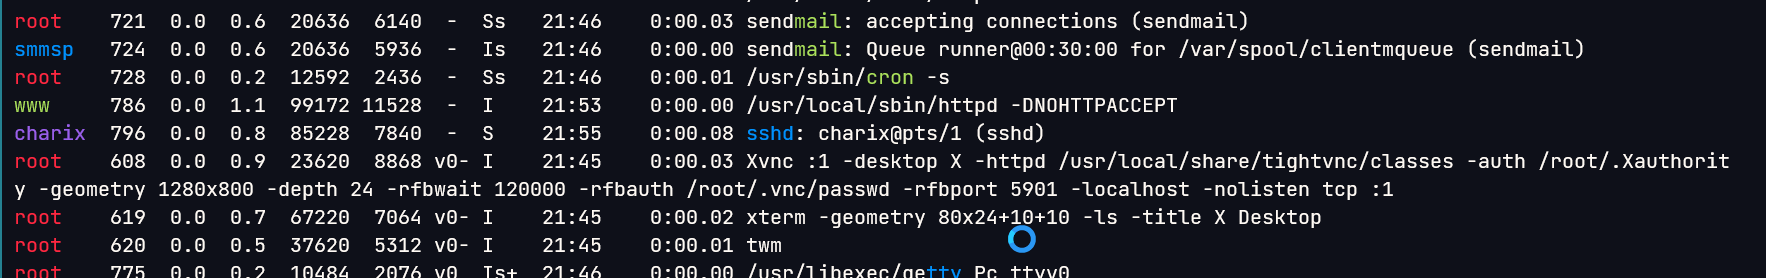 root    721  0.0  0.6  20636  6140  -  Ss   21:46    0:00.03 sendmail: accepting connections (sendmail)
smmsp   724  0.0  0.6  20636  5936  -  Is   21:46    0:00.00 sendmail: Queue runner@00:30:00 for /var/spool/clientmqueue (sendmail)
root    728  0.0  0.2  12592  2436  -  Ss   21:46    0:00.01 /usr/sbin/cron -s
www     786  0.0  1.1  99172 11528  -  I    21:53    0:00.00 /usr/local/sbin/httpd -DNOHTTPACCEPT
charix  796  0.0  0.8  85228  7840  -  S    21:55    0:00.08 sshd: charix@pts/1 (sshd)
root    608  0.0  0.9  23620  8868 v0- I    21:45    0:00.03 Xvnc :1 -desktop X -httpd /usr/local/share/tightvnc/classes -auth /root/.Xauthorit
y -geometry 1280x800 -depth 24 -rfbwait 120000 -rfbauth /root/.vnc/passwd -rfbport 5901 -localhost -nolisten tcp :1
root    619  0.0  0.7  67220  7064 v0- I    21:45    0:00.02 xterm -geometry 80x24+10+10 -ls -title X Desktop
root    620  0.0  0.5  37620  5312 v0- I    21:45    0:00.01 twm
root    775  0.0  0.2  10484  2076 v0  Is+  21:46    0:00.00 /usr/libexec/getty Pc ttyv0